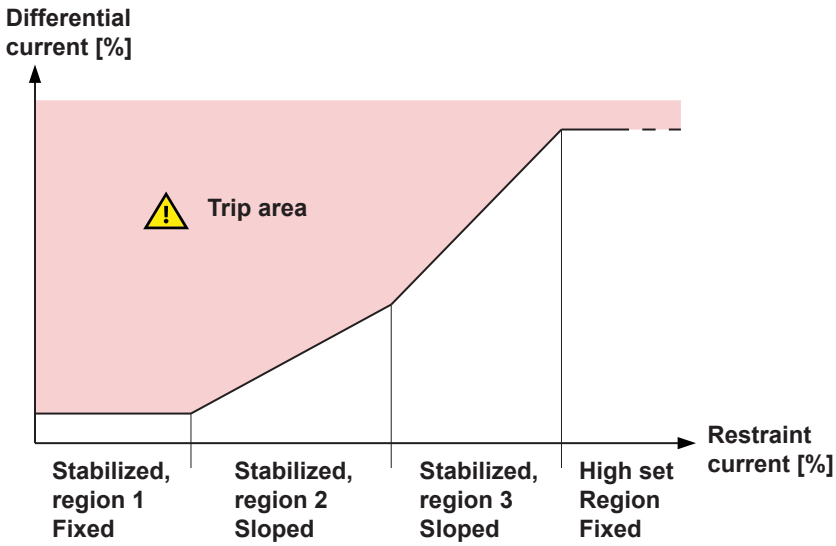 Differential
current [%]
!
Trip area
Restraint
current [%]
Stabilized,
region 1
Fixed
Stabilized,
region 2
Sloped
Stabilized,
region 3
Sloped
High set
Region
Fixed